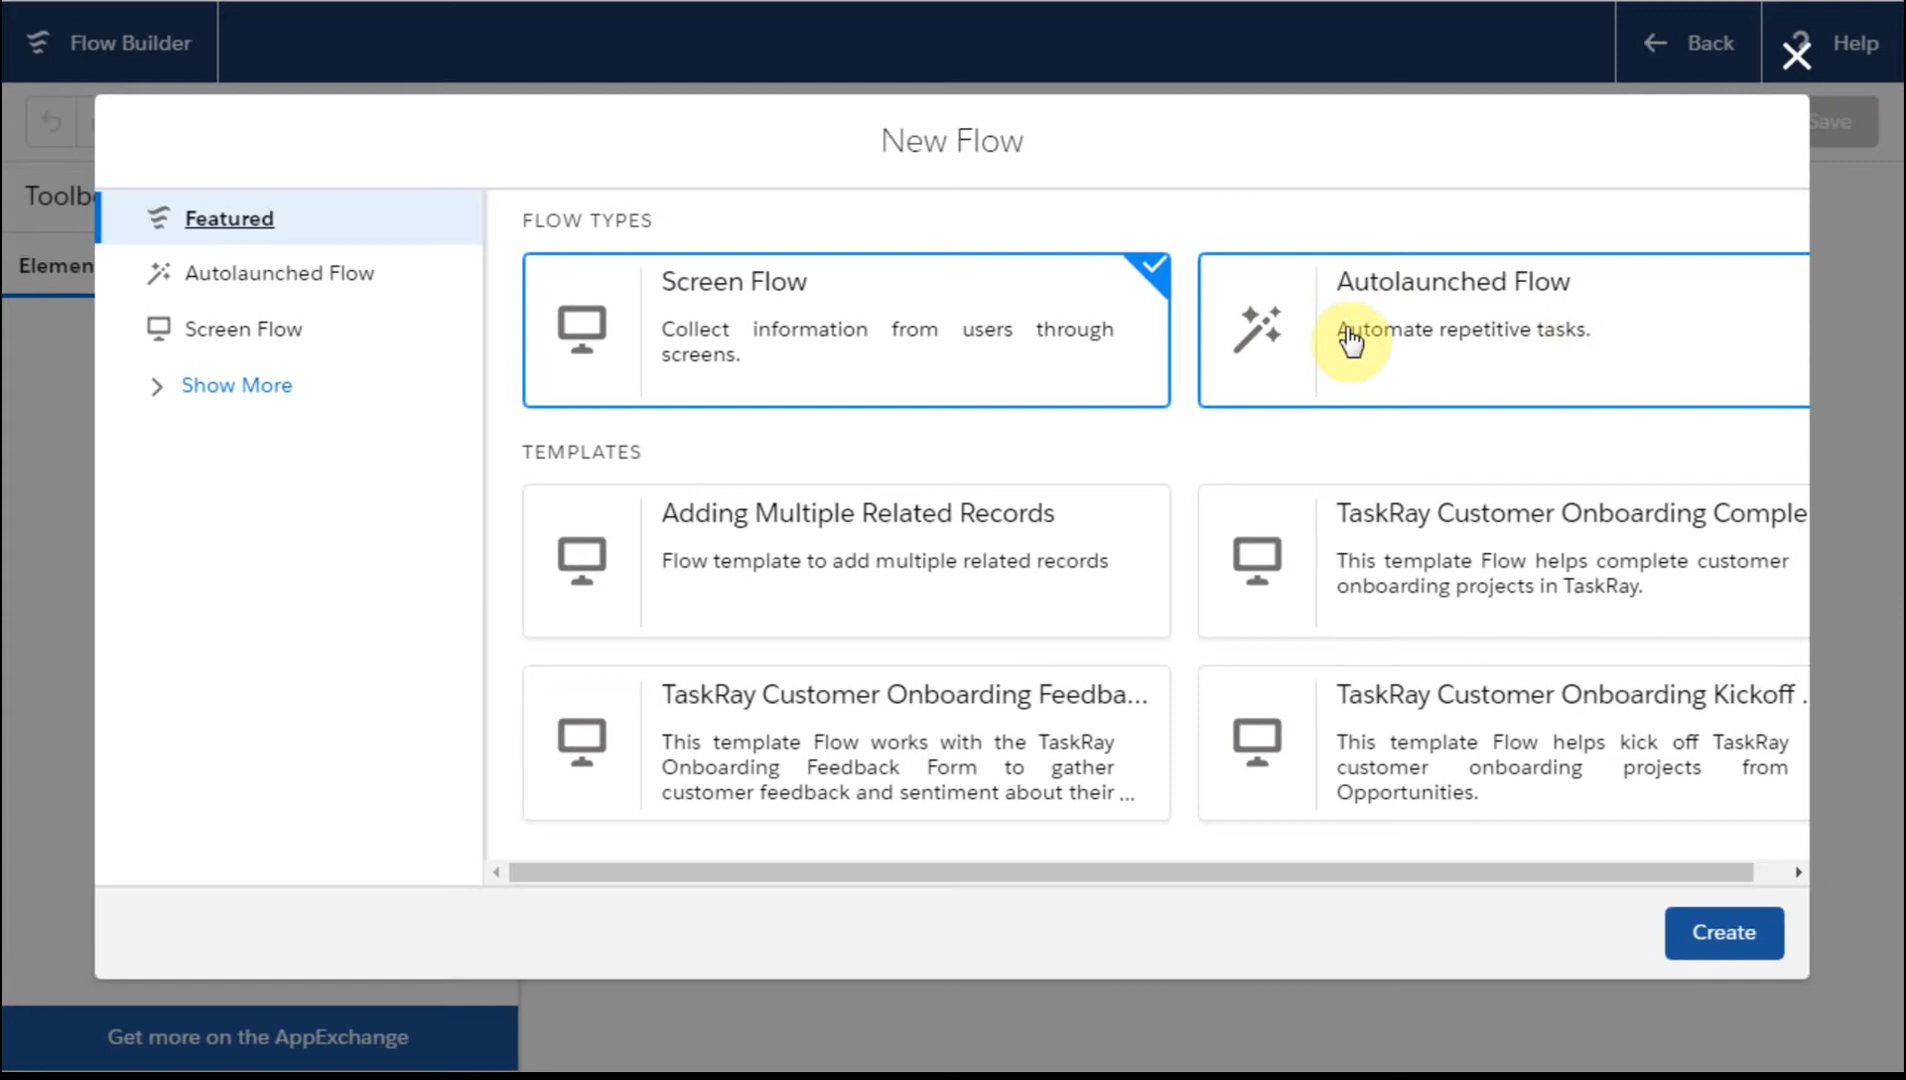 Flow Builder
Back
Help
Save
New Flow
Toolb
Featured
Autolaunched Flow
Screen Flow
Show More
Elemen
FLOW TYPES
Screen Flow
Collect information from users through
screens.
Autolaunched Flow
Automate repetitive tasks.
TEMPLATES
Adding Multiple Related Records
Flow template to add multiple related records
TaskRay Customer Onboarding Comple
This template Flow helps complete customer
onboarding projects in TaskRay.
TaskRay Customer Onboarding Feedba...
This template Flow works with the TaskRay
Onboarding Feedback Form to gather
customer feedback and sentiment about their ...
TaskRay Customer Onboarding Kickoff .
This template Flow helps kick off TaskRay
customer onboarding projects from
Opportunities.
Create
Get more on the AppExchange